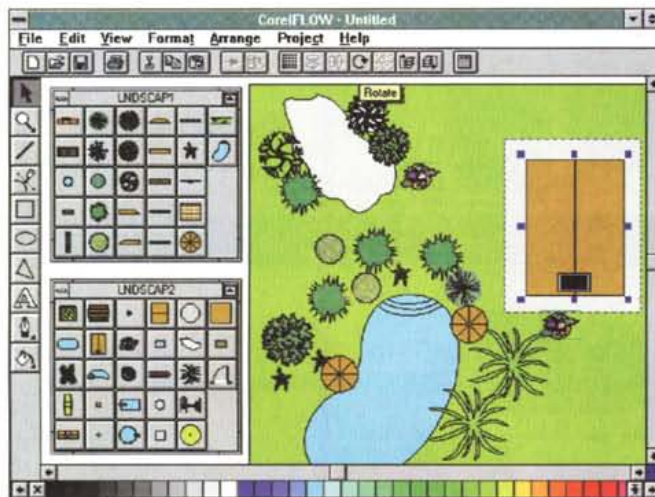 CorelFLOW - Untitled
File Edit View Format Arrange Project Help
Rotate
LNDSCAP1
LNDSCAP2